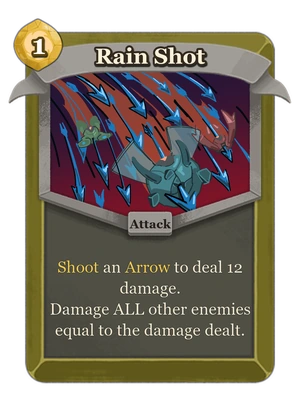 1
Rain Shot
Attack
Shoot an Arrow to deal 12
damage.
Damage ALL other enemies
equal to the damage dealt.